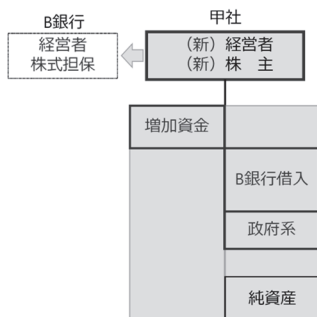 B銀行
経営者
株式担保
甲社
（新）経営者
（新）株　主
増加資金
B銀行借入
政府系
純資産